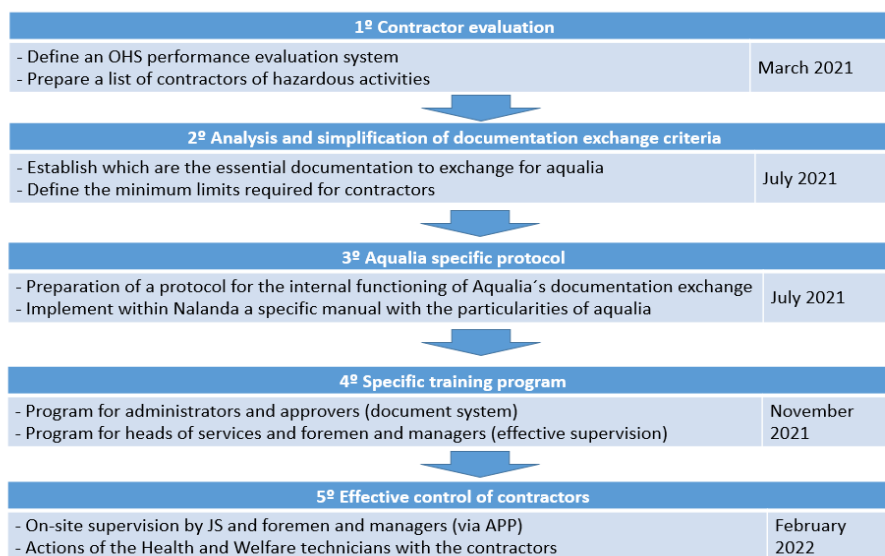 1º Contractor evaluation
- Define an OHS performance evaluation system
- Prepare a list of contractors of hazardous activities
March 2021
2º Analysis and simplification of documentation exchange criteria
- Establish which are the essential documentation to exchange for aqualia
- Define the minimum limits required for contractors
July 2021
3º Aqualia specific protocol
- Preparation of a protocol for the internal functioning of Aqualia´s documentation exchange
- Implement within Nalanda a specific manual with the particularities of aqualia
July 2021
4º Specific training program
- Program for administrators and approvers (document system)
- Program for heads of services and foremen and managers (effective supervision)
November
2021
5º Effective control of contractors
- On-site supervision by JS and foremen and managers (via APP)
- Actions of the Health and Welfare technicians with the contractors
February
2022